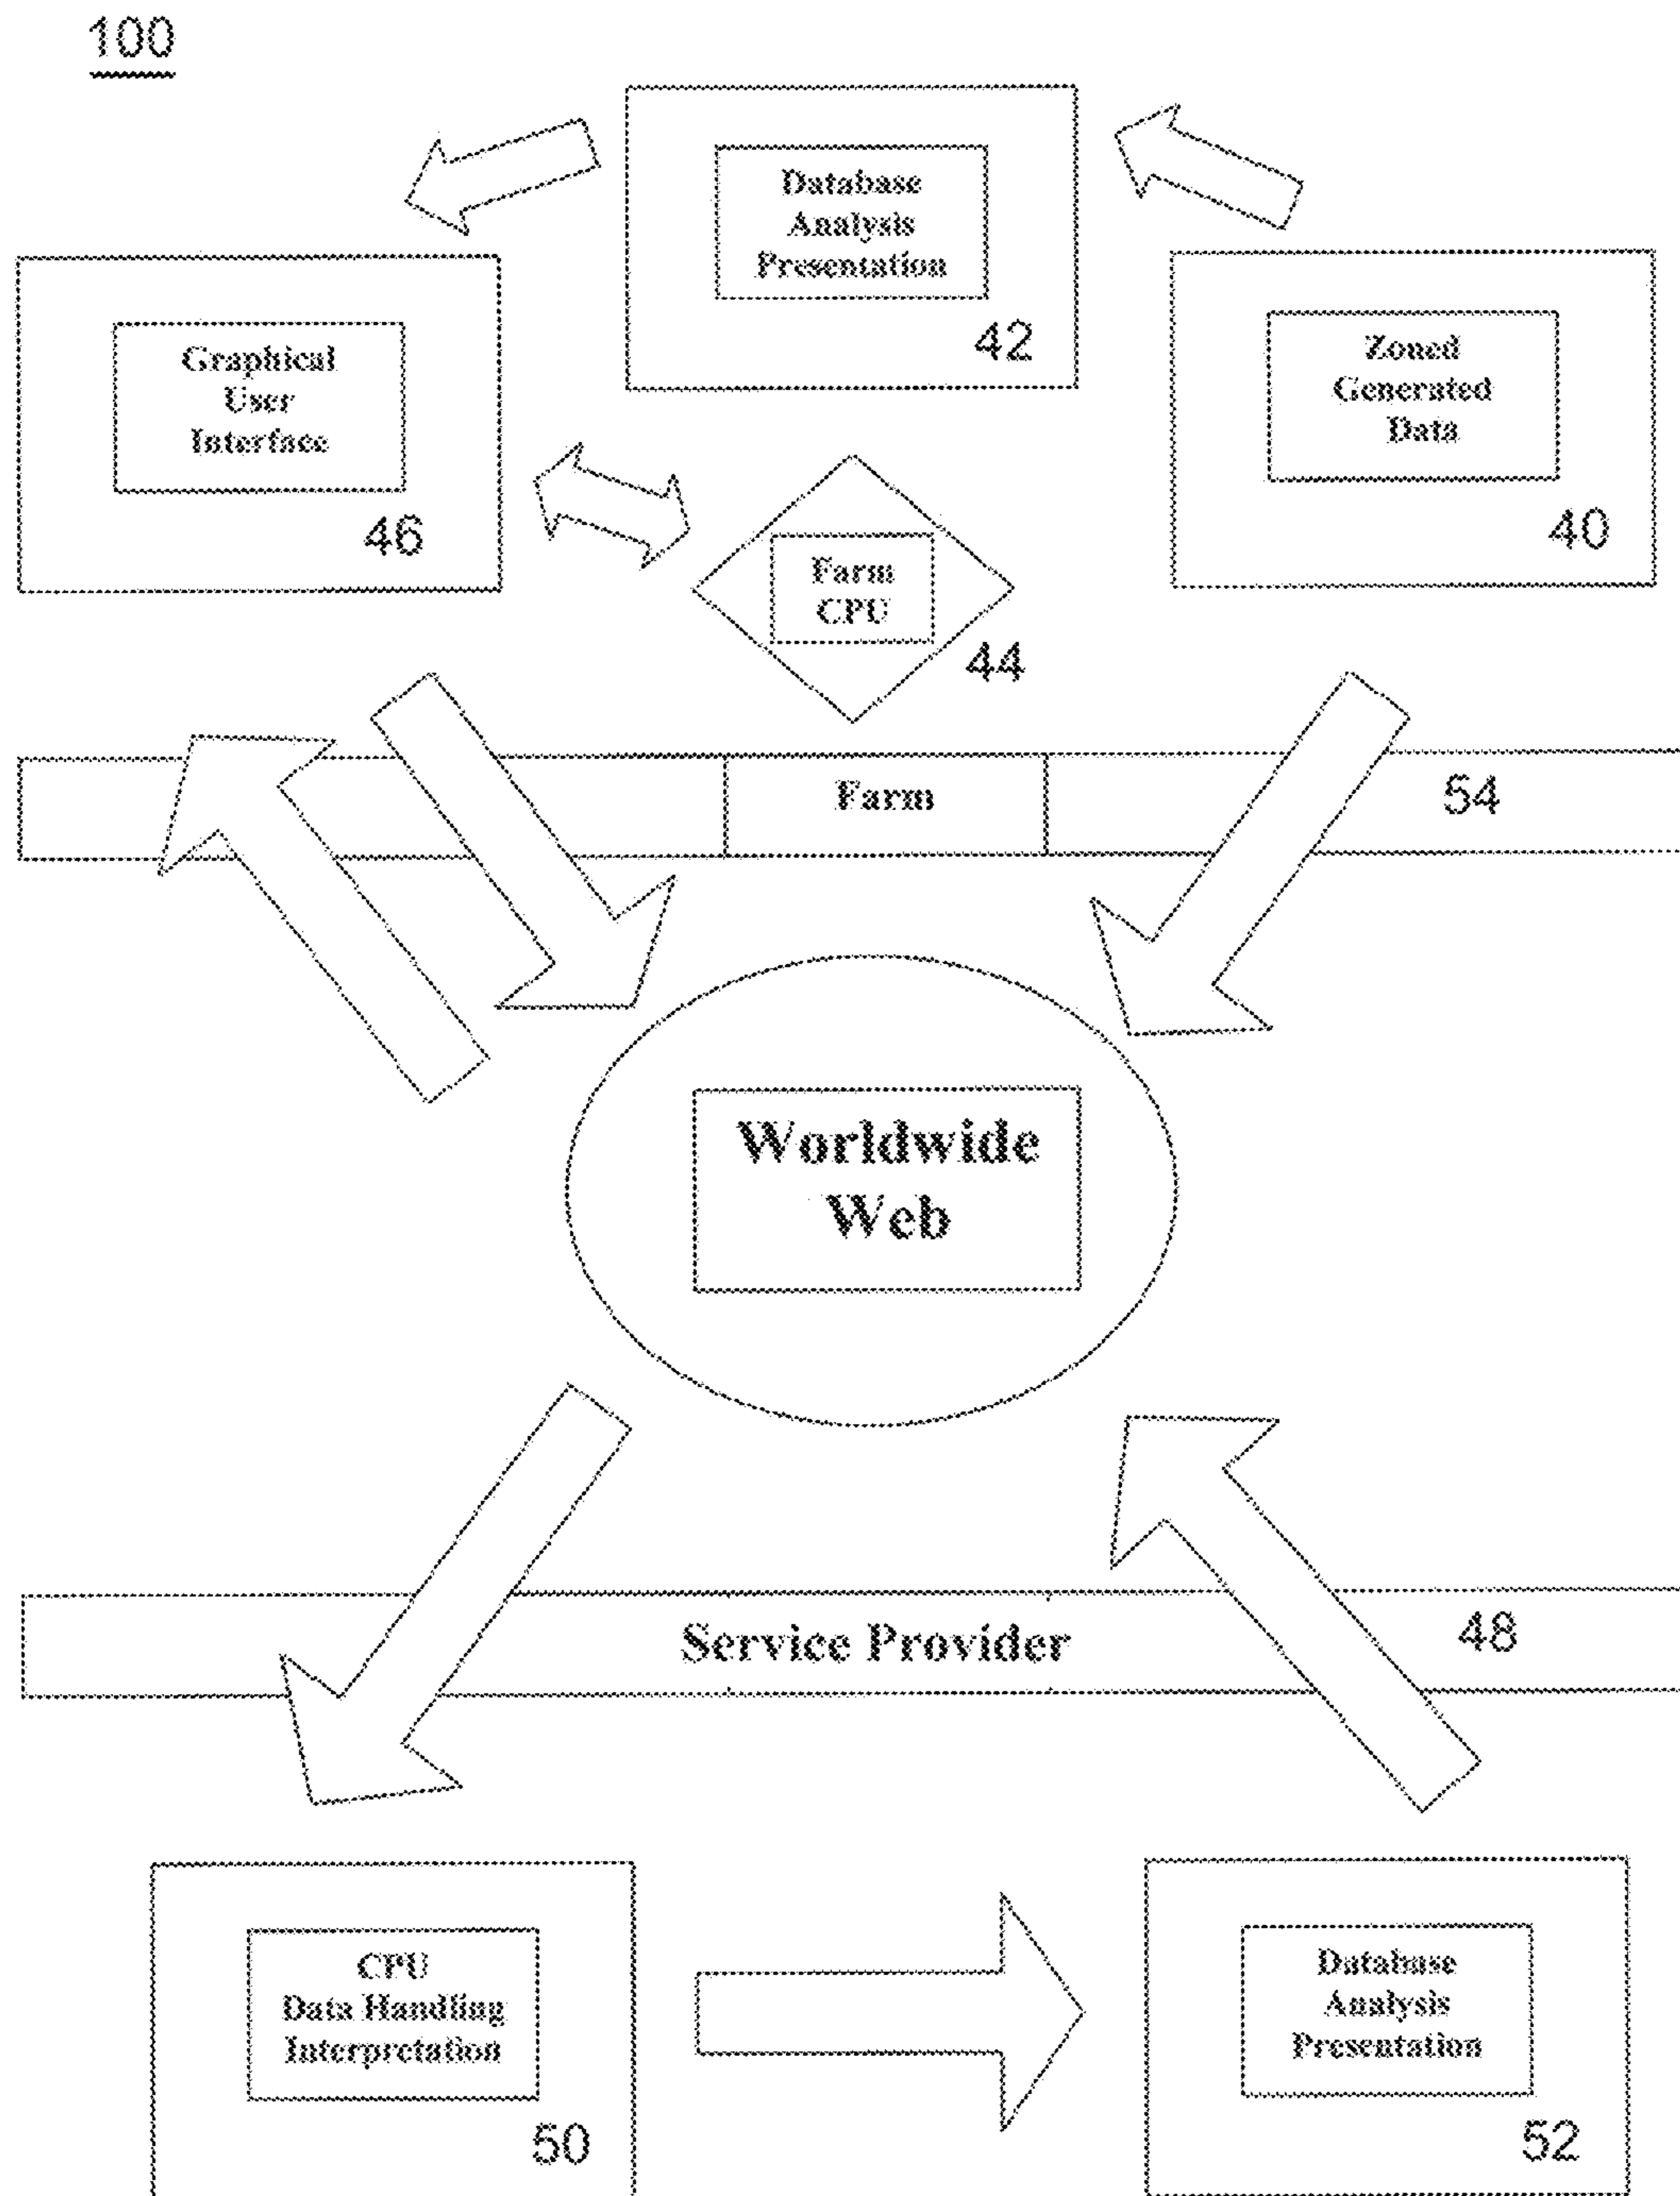 100
Database
Analysis
Presentation
42
Graphical
User
Interface
46
Zoned
Generated
Data
40
Farm
CPU
44
Farm
54
Worldwide
Web
Service Provider
48
CPU
Data Handling
Interpretation
50
Database
Analysis
Presentation
52